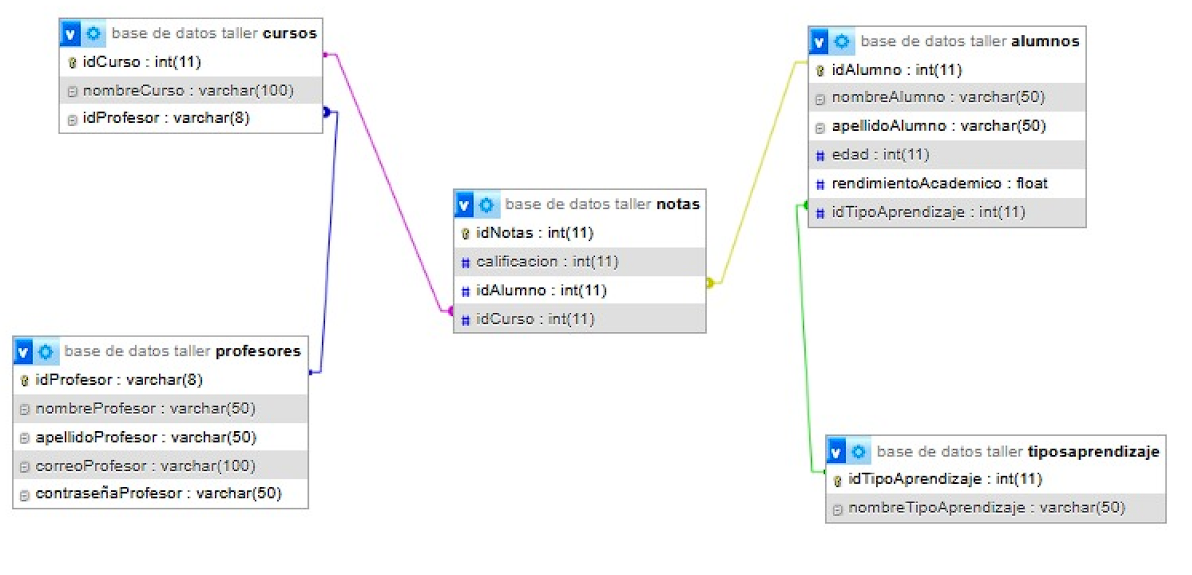 base de datos taller cursos
idCurso : int(11)
nombreCurso : varchar(100)
idProfesor : varchar(8)
base de datos taller alumnos
idAlumno : int(11)
nombreAlumno : varchar(50)
apellidoAlumno : varchar(50)
edad : int(11)
rendimientoAcademico : float
idTipoAprendizaje : int(11)
base de datos taller notas
idNotas : int(11)
calificacion : int(11)
idAlumno : int(11)
idCurso : int(11)
base de datos taller profesores
idProfesor : varchar(8)
nombreProfesor : varchar(50)
apellidoProfesor : varchar(50)
correoProfesor : varchar(100)
contraseñaProfesor : varchar(50)
base de datos taller tiposaprendizaje
idTipoAprendizaje : int(11)
nombreTipoAprendizaje : varchar(50)